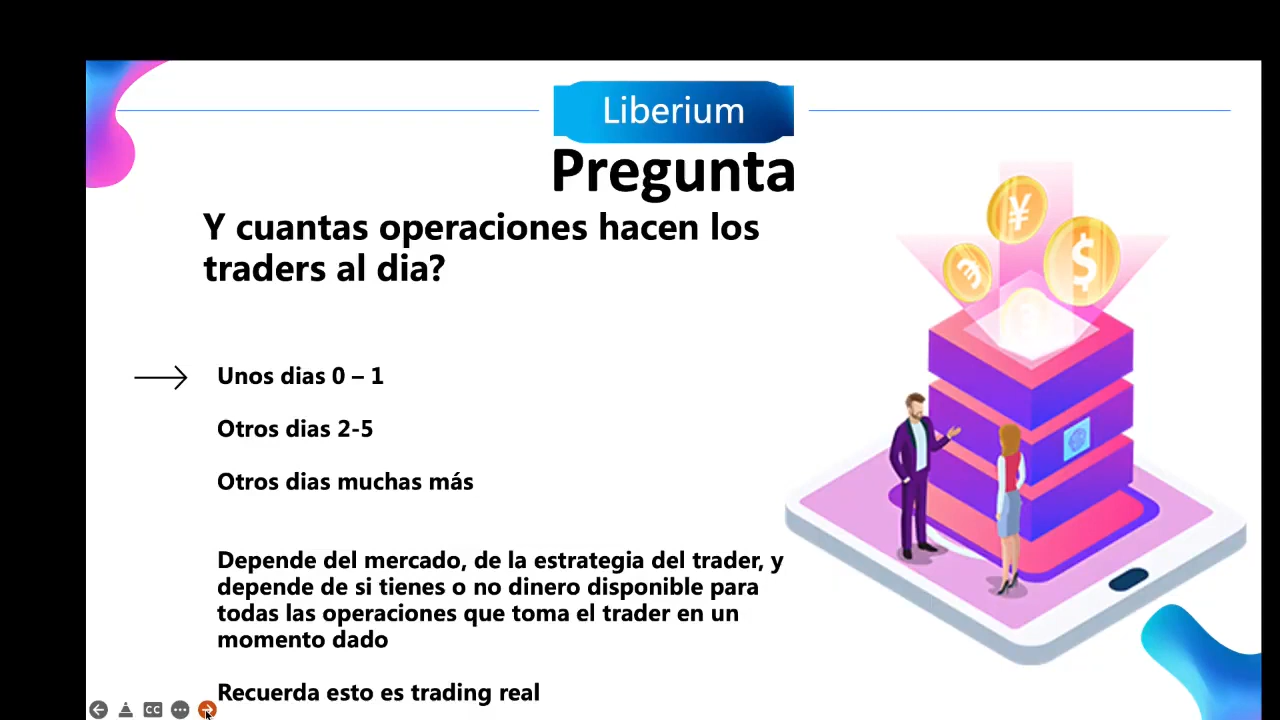 Liberium
Pregunta
Y cuantas operaciones hacen los
traders al dia?
Unos dias 0 – 1
Otros dias 2-5
Otros dias muchas más
Depende del mercado, de la estrategia del trader, y
depende de si tienes o no dinero disponible para
todas las operaciones que toma el trader en un
momento dado
Recuerda esto es trading real
CC
¥
$